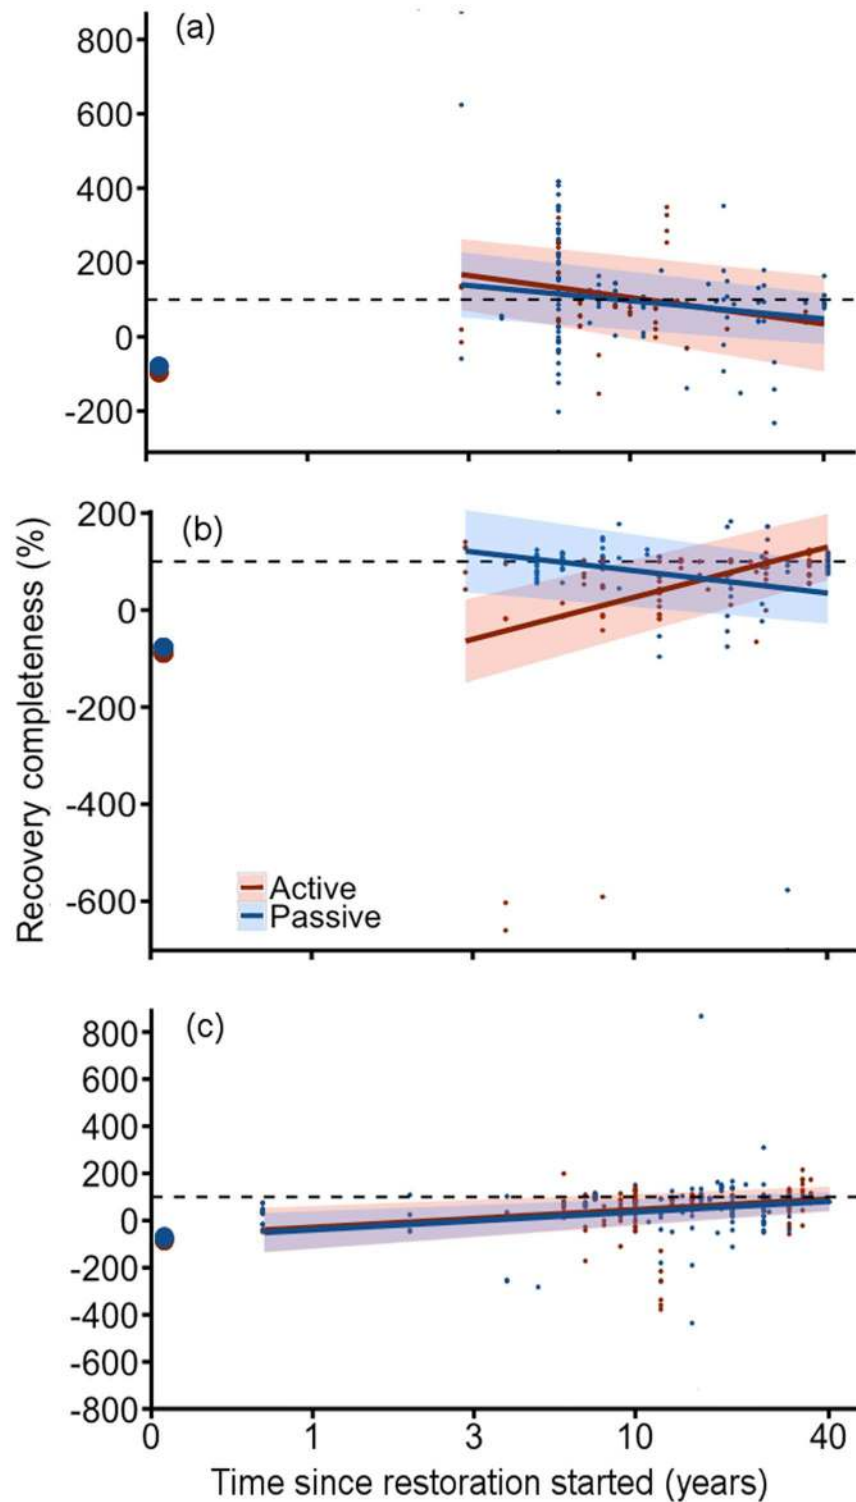 (a)
800
600
400
200
0
-200
Recovery completeness (%)
(b)
200
0
-200
-400
-600
Active
Passive
(c)
800
600
400
200
0
-200
-400
-600
-800
0 1 3 10 40
Time since restoration started (years)